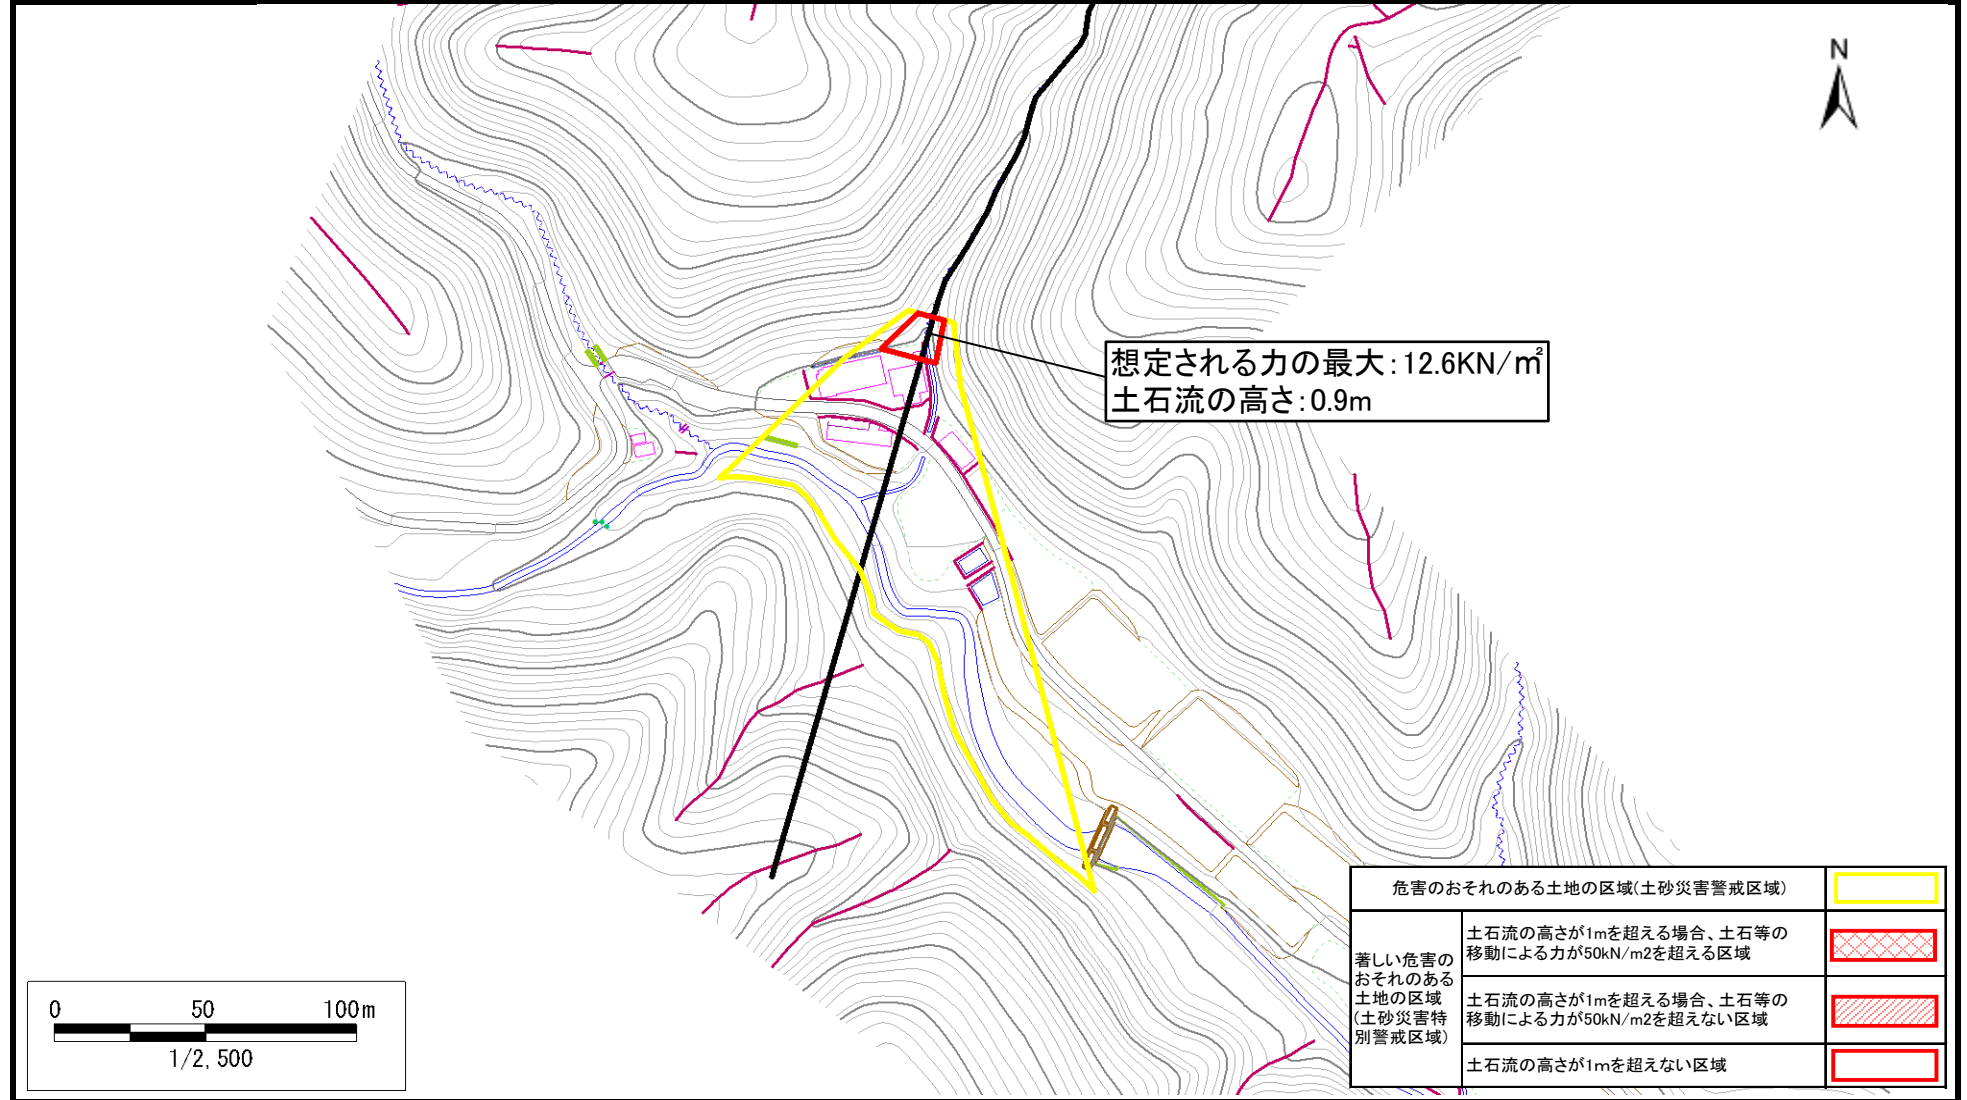 N
想定される力の最大：12.6KN/㎡
土石流の高さ：0.9m
危害のおそれのある土地の区域(土砂災害警戒区域)
著しい危害の
おそれのある
土地の区域
(土砂災害特
別警戒区域)
土石流の高さが1mを超える場合、土石等の
移動による力が50kN/m2を超える区域
土石流の高さが1mを超える場合、土石等の
移動による力が50kN/m2を超えない区域
土石流の高さが1mを超えない区域
0 50 100m
1/2,500